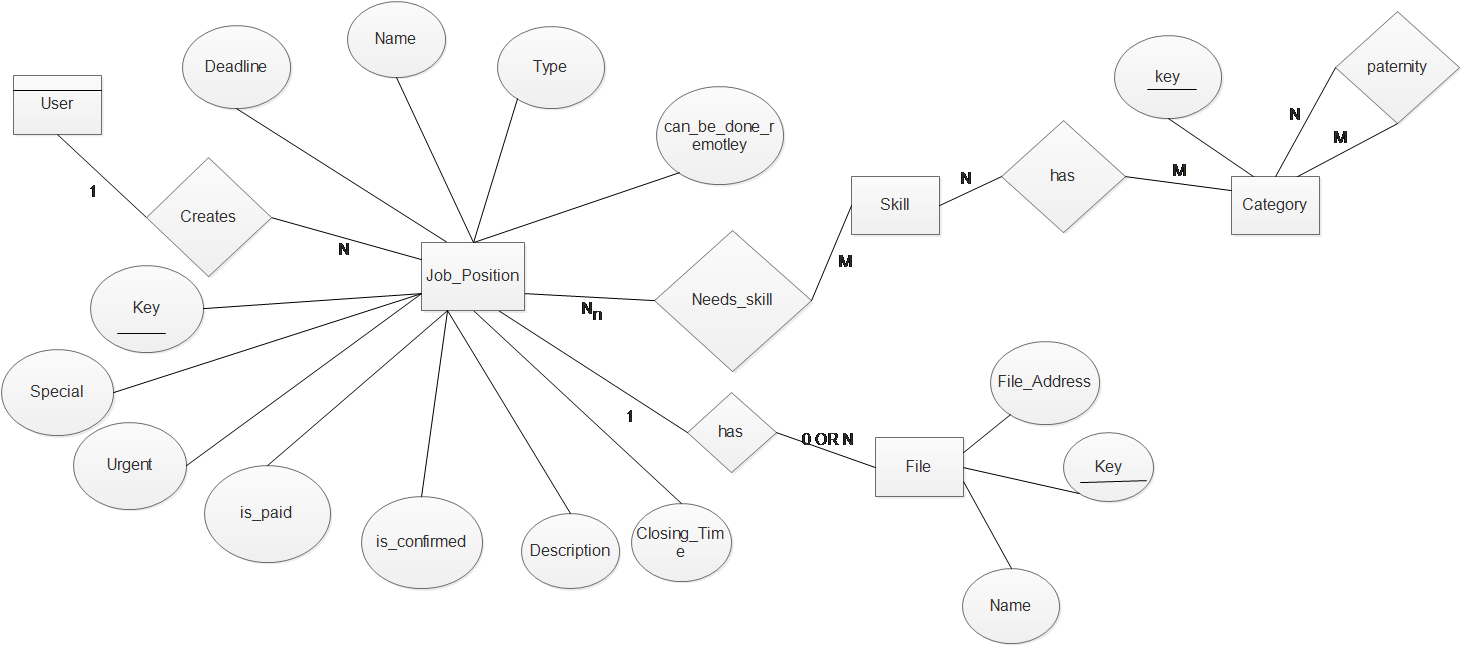 Name
Deadline
Type
paternity
key
User
N
can_be_done_r
emotley
M
has
M
N
1
Skill
Category
Creates
N
M
Job_Position
Needs_skill
Key
N
n
File_Address
Special
1
has
0 OR N
Urgent
File
Key
is_paid
Closing_Tim
e
is_confirmed
Description
Name